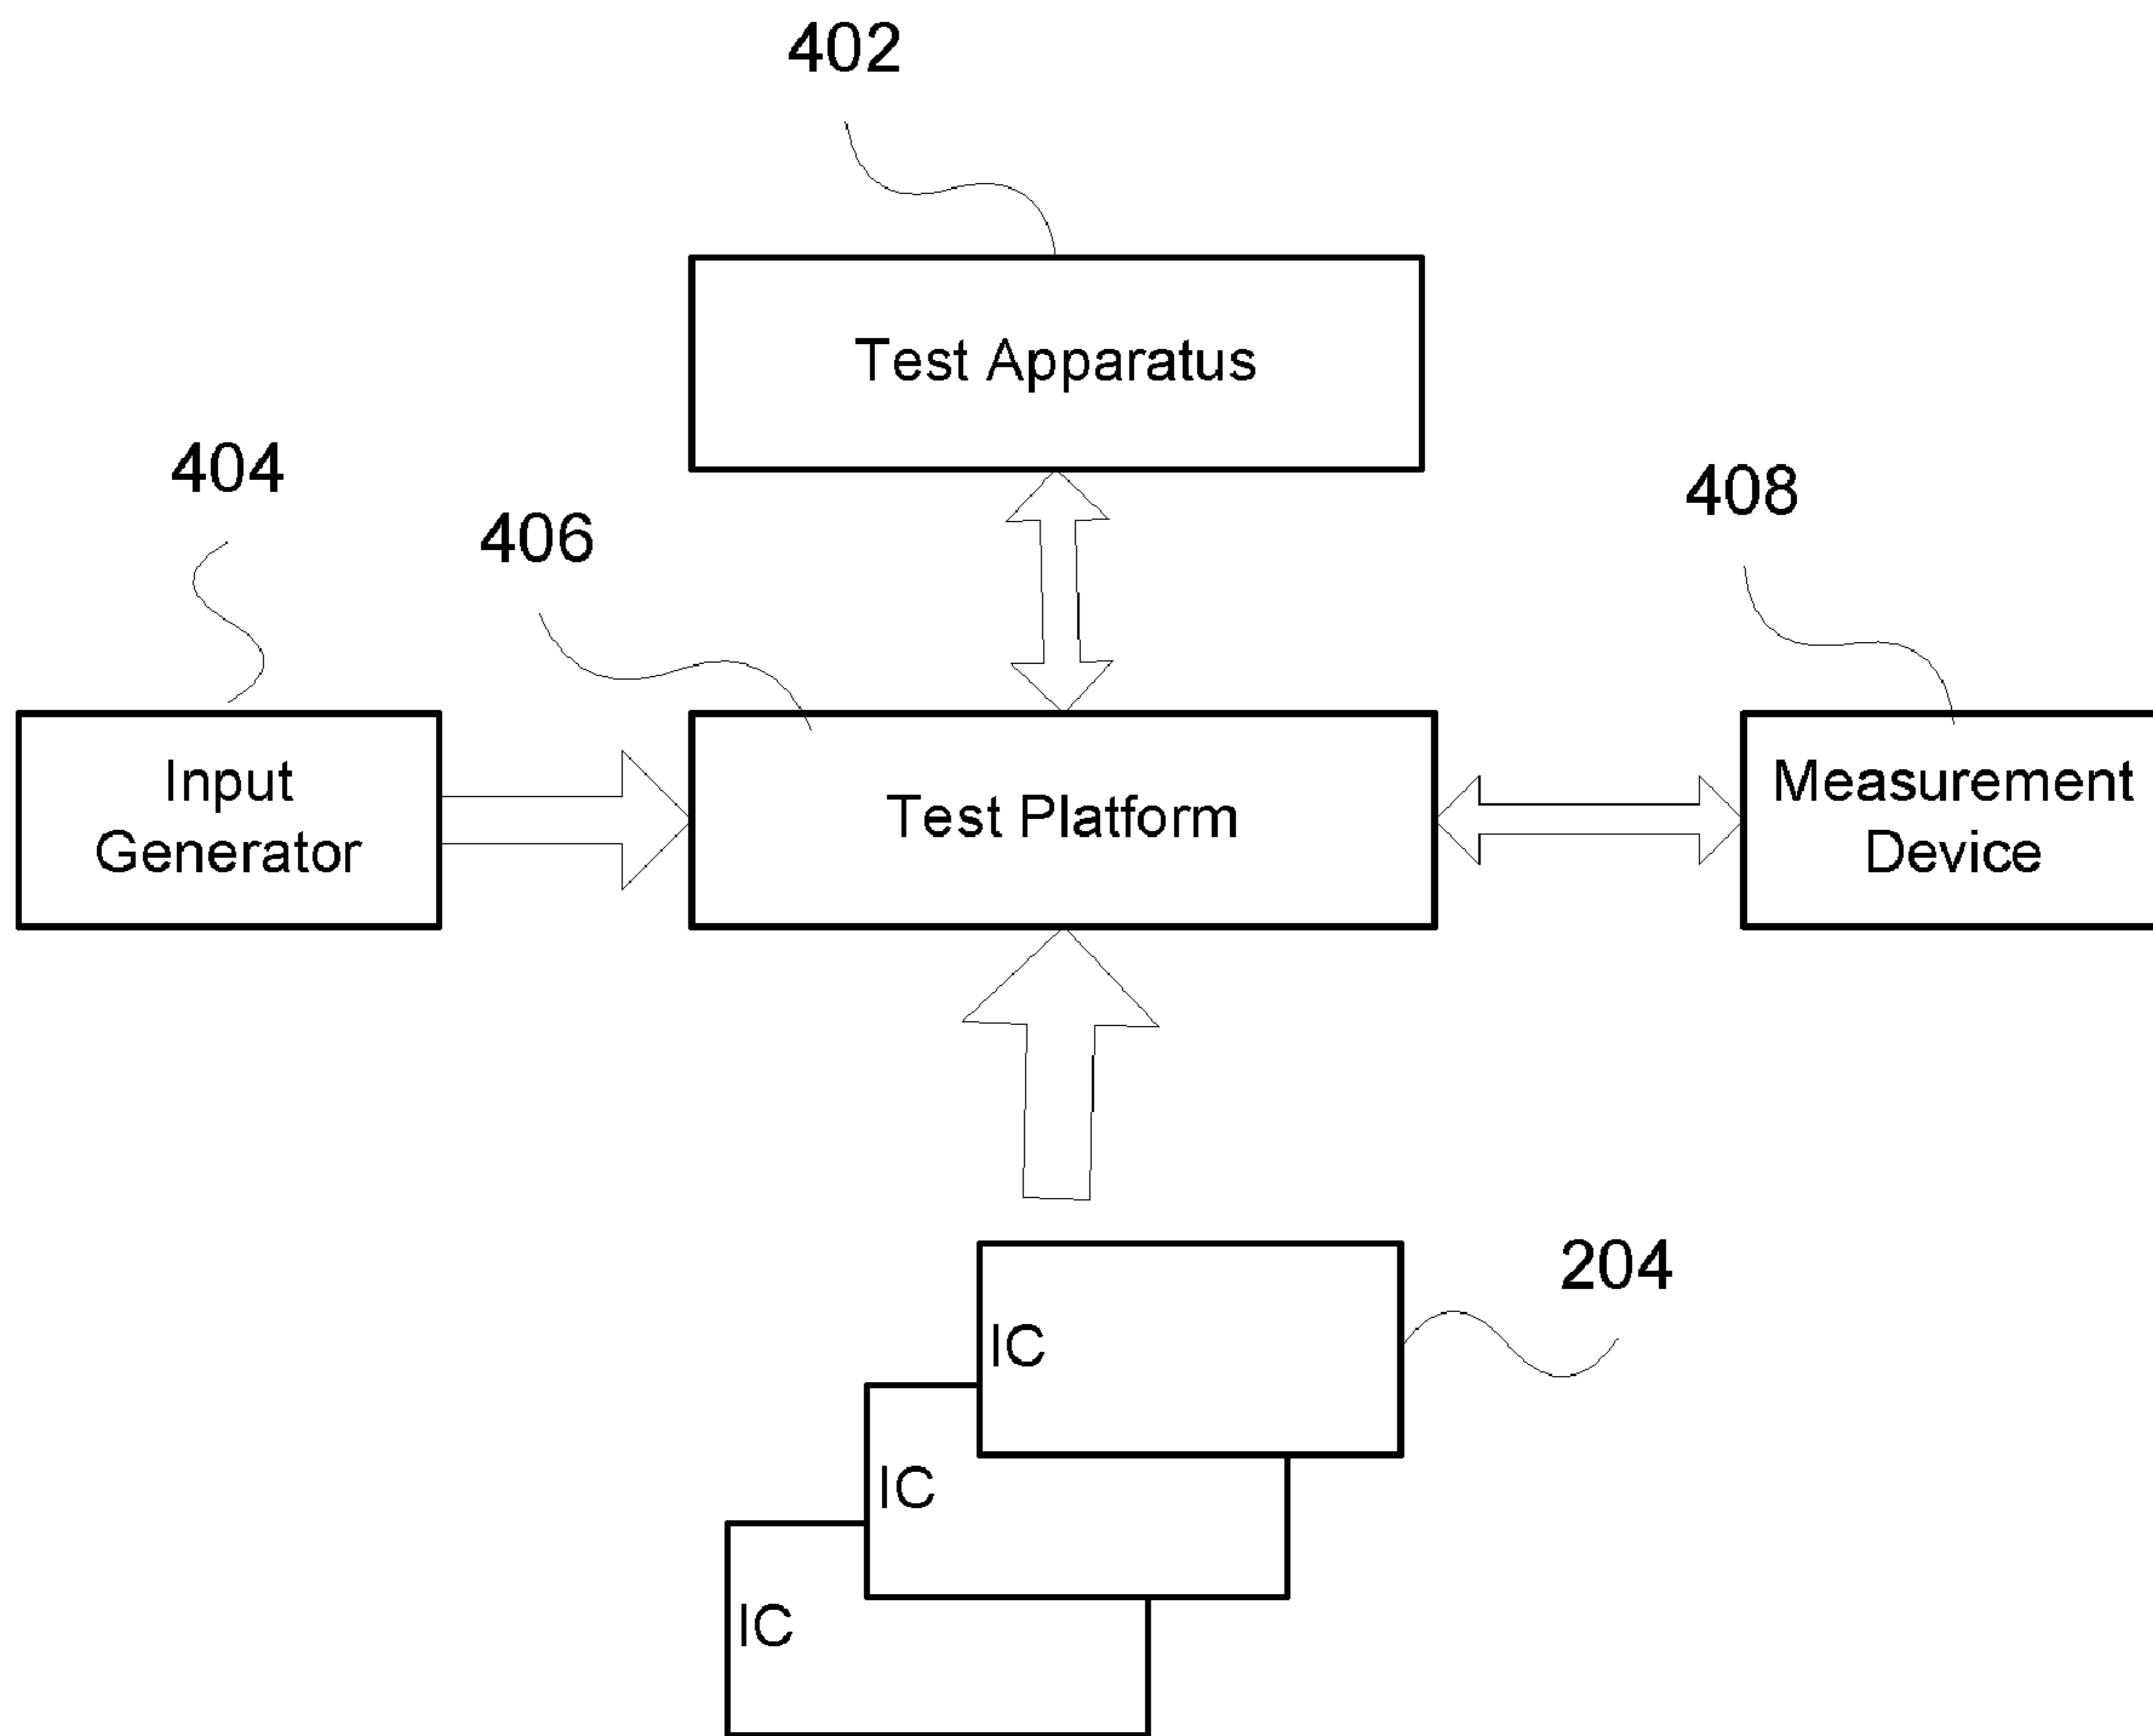 402
Test Apparatus
404
406
408
Input
Generator
Test Platform
Measurement
Device
204
IC
IC
IC